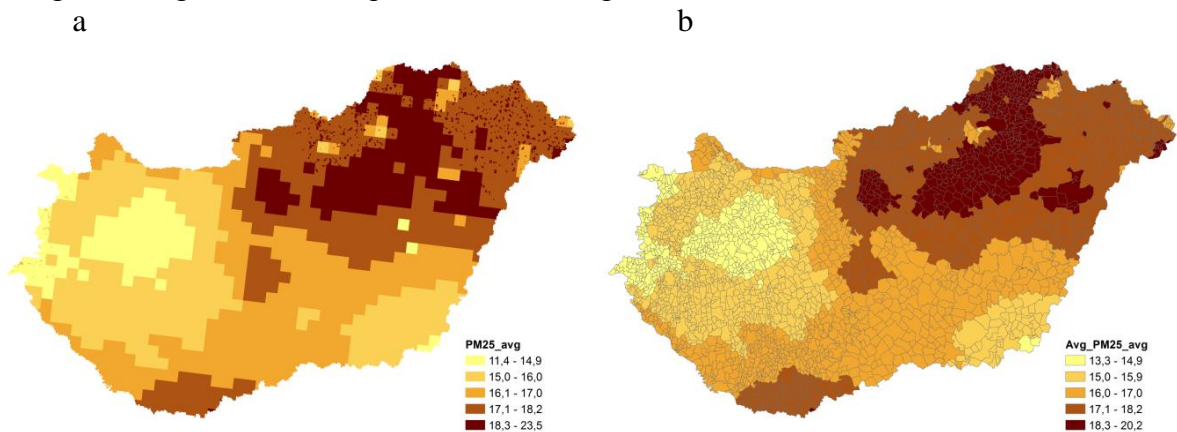 a
b
PM25_avg
11,4 - 14,9
15,0 - 16,0
16,1 - 17,0
17,1 - 18,2
18,3 - 23,5
Avg_PM25_avg
13,3 - 14,9
15,0 - 15,9
16,0 - 17,0
17,1 - 18,2
18,3 - 20,2